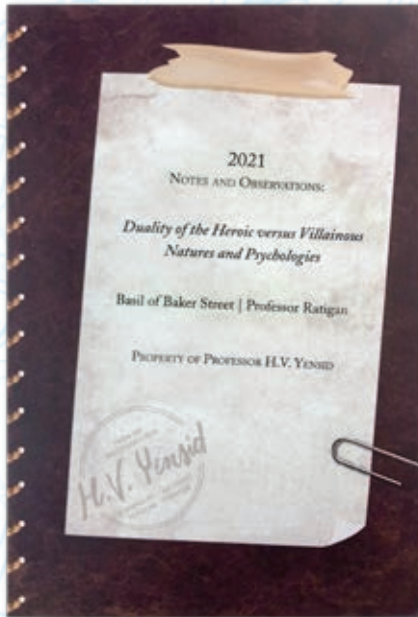 2021
NOTES AND OBSERVATIONS:
Duality of the Heroic versus Villainous
Natures and Psychologies
Basil of Baker Street | Professor Ratigan
PROPERTY OF PROFESSOR H.V. YENSID
H.V. Yensid